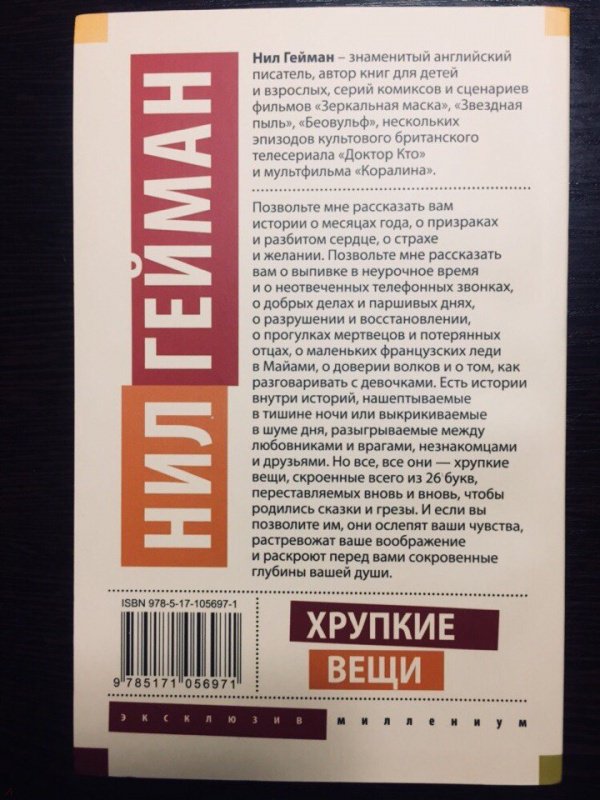 НИЛ ГЕЙМАН
Нил Гейман – знаменитый английский
писатель, автор книг для детей
и взрослых, серий комиксов и сценариев
фильмов «Зеркальная маска», «Звездная
пыль», «Беовульф», нескольких
эпизодов культового британского
телесериала «Доктор Кто»
и мультфильма «Коралина».
Позвольте мне рассказать вам
истории о месяцах года, о призраках
и разбитом сердце, о страхе
и желании. Позвольте мне рассказать
вам о выпивке в неурочное время
и о неотвеченных телефонных звонках,
о добрых делах и паршивых днях,
о разрушении и восстановлении,
о прогулках мертвецов и потерянных
отцах, о маленьких французских леди
в Майами, о доверии волков и о том, как
разговаривать с девочками. Есть истории
внутри историй, нашептываемые
в тишине ночи или выкрикиваемые
в шуме дня, разыгрываемые между
любовниками и врагами, незнакомцами
и друзьями. Но все, все они — хрупкие
вещи, скроенные всего из 26 букв,
переставляемых вновь и вновь, чтобы
родились сказки и грезы. И если вы
позволите им, они ослепят ваши чувства,
растревожат ваше воображение
и раскроют перед вами сокровенные
глубины вашей души.
ISBN 978-5-17-105697-1
9 785171 056971
ХРУПКИЕ
ВЕЩИ
эксклюзив миллениум